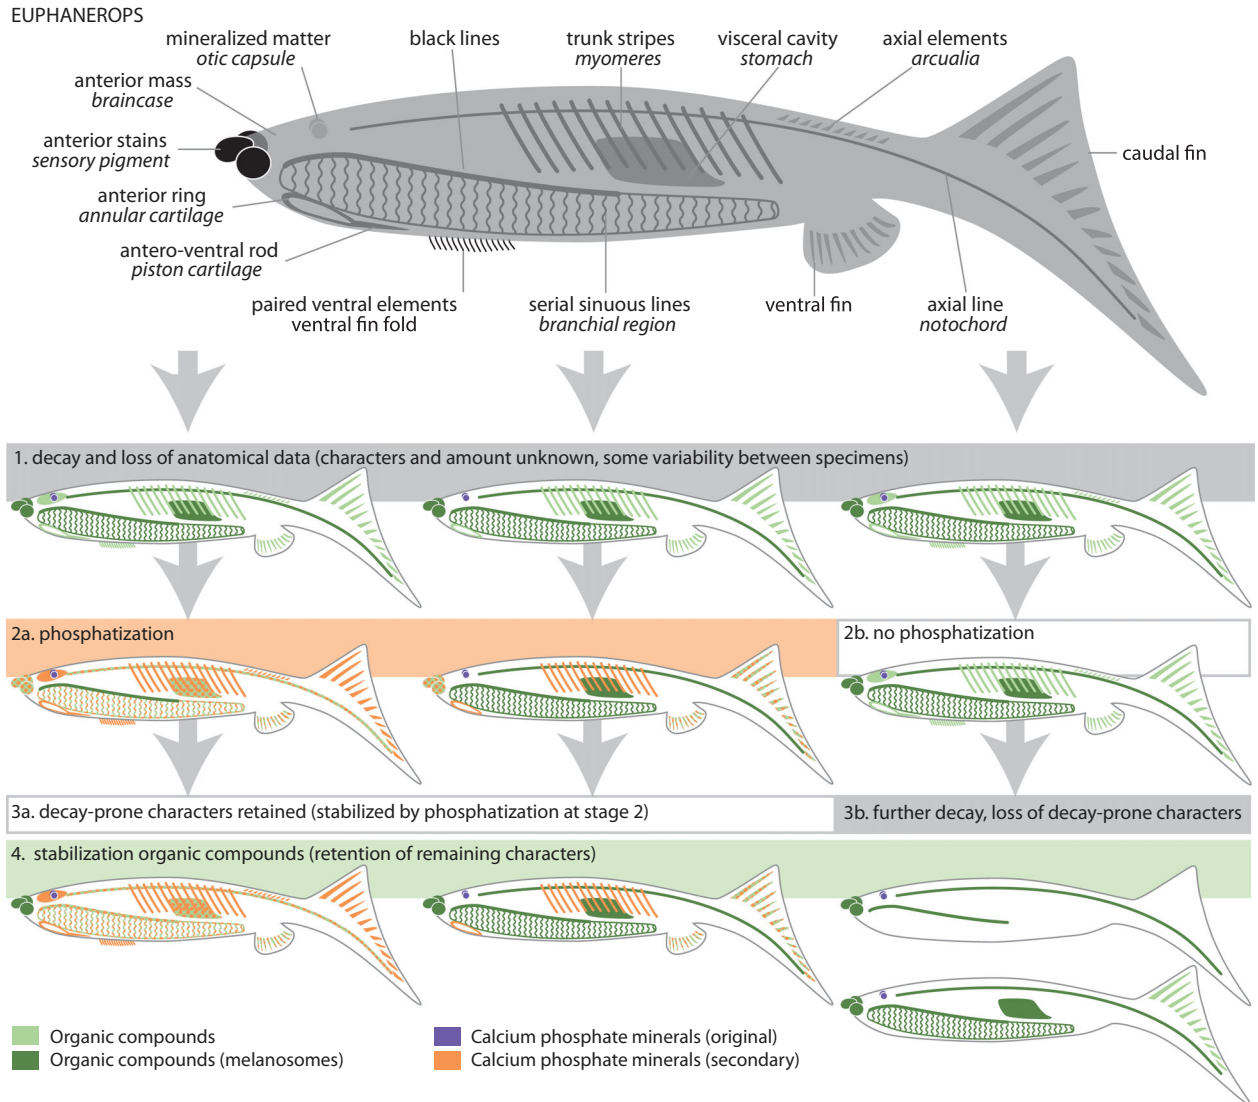 EUPHANEROPS
mineralized matter
otic capsule
black lines
trunk stripes
myomeres
visceral cavity
stomach
axial elements
arcualia
anterior mass
braincase
anterior stains
sensory pigment
caudal fin
anterior ring
annular cartilage
antero-ventral rod
piston cartilage
paired ventral elements
ventral fin fold
serial sinuous lines
branchial region
ventral fin
axial line
notochord
1. decay and loss of anatomical data (characters and amount unknown, some variability between specimens)
2a. phosphatization
2b. no phosphatization
3a. decay-prone characters retained (stabilized by phosphatization at stage 2)
3b. further decay, loss of decay-prone characters
4. stabilization organic compounds (retention of remaining characters)
Organic compounds
Organic compounds (melanosomes)
Calcium phosphate minerals (original)
Calcium phosphate minerals (secondary)